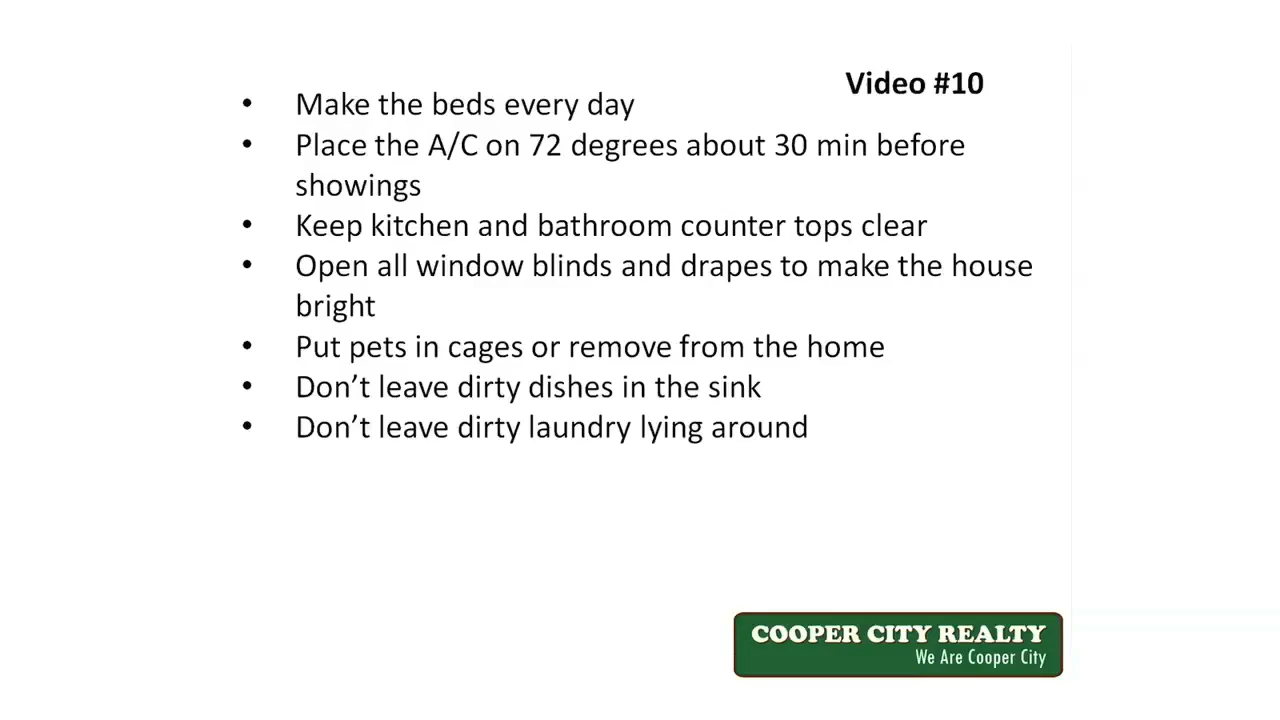 Video #10
• Make the beds every day
• Place the A/C on 72 degrees about 30 min before
showings
• Keep kitchen and bathroom counter tops clear
• Open all window blinds and drapes to make the house
bright
• Put pets in cages or remove from the home
• Don’t leave dirty dishes in the sink
• Don’t leave dirty laundry lying around
COOPER CITY REALTY
We Are Cooper City